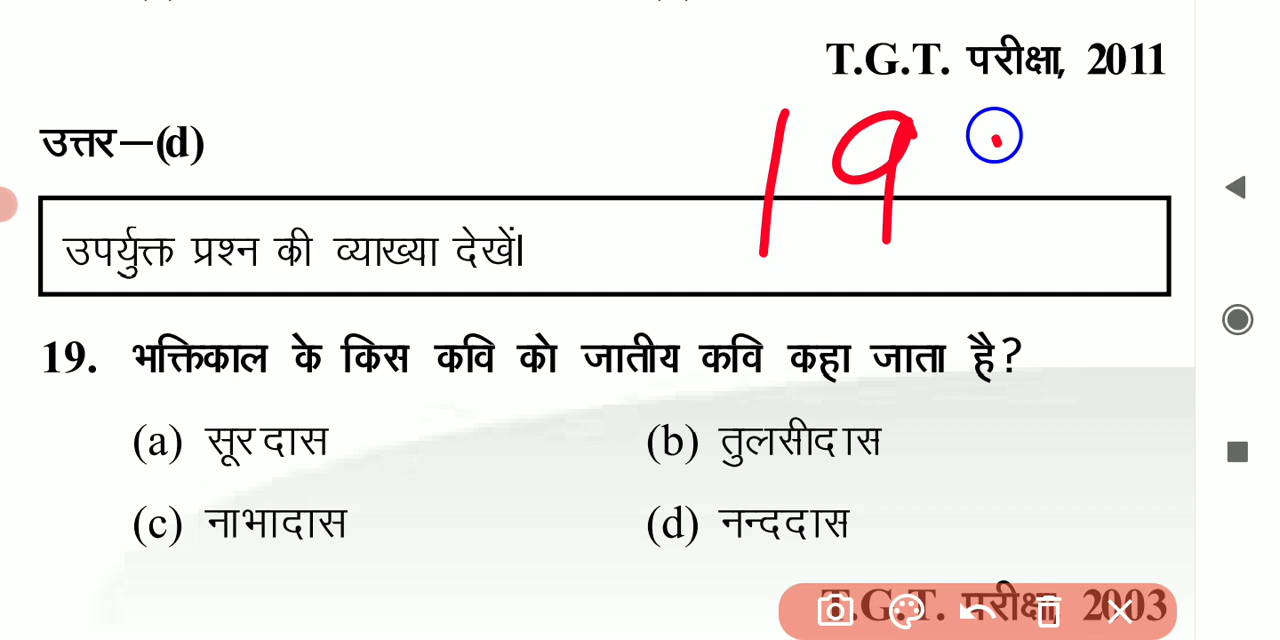 T.G.T. परीक्षा, 2011
उत्तर—(d)
19.
उपर्युक्त प्रश्न की व्याख्या देखें।
19. भक्तिकाल के किस कवि को जातीय कवि कहा जाता है?
(a) सूरदास (b) तुलसीदास
(c) नाभादास (d) नन्ददास
T.G.T. परीक्षा, 2003